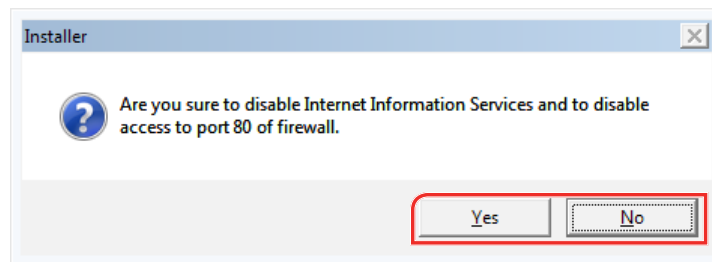 Installer
Are you sure to disable Internet Information Services and to disable
access to port 80 of firewall.
Yes No